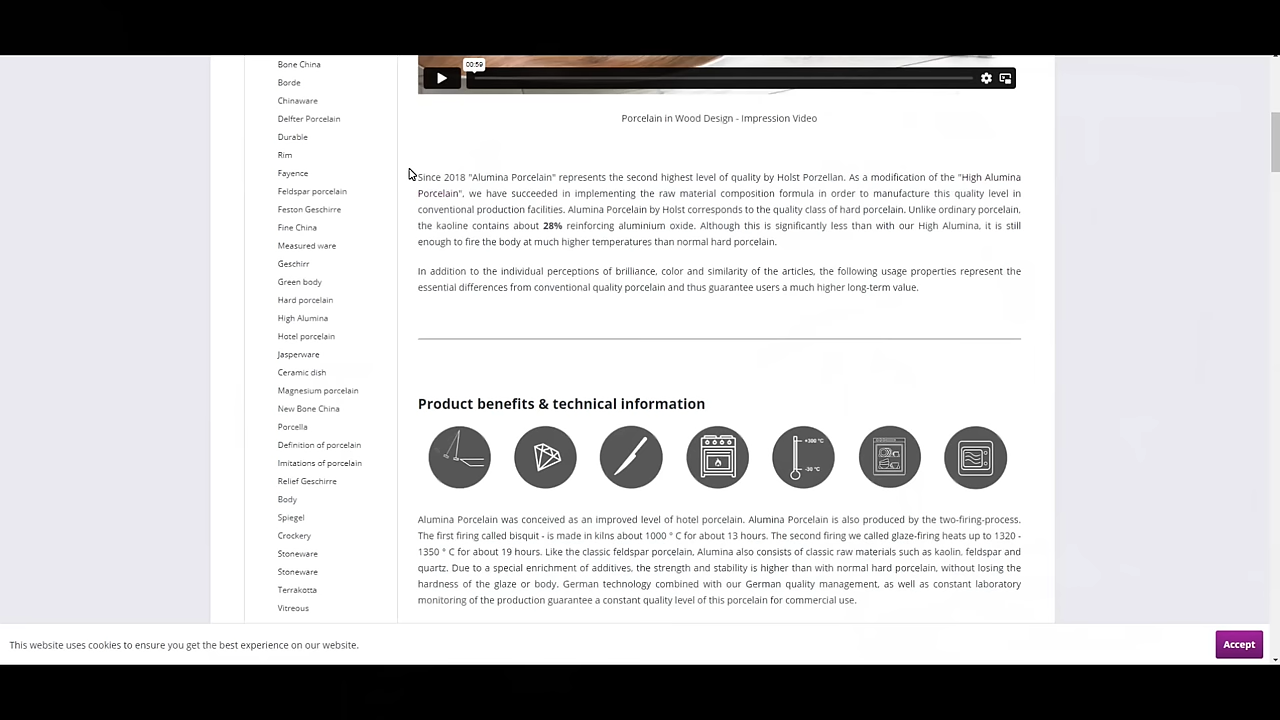 Bone China
Borde
Chinaware
Delfter Porcelain
Durable
Rim
Fayence
Feldspar porcelain
Feston Geschirre
Fine China
Measured ware
Geschirr
Green body
Hard porcelain
High Alumina
Hotel porcelain
Jasperware
Ceramic dish
Magnesium porcelain
New Bone China
Porcella
Definition of porcelain
Imitations of porcelain
Relief Geschirre
Body
Spiegel
Crockery
Stoneware
Stoneware
Terrakotta
Vitreous
00:59
Porcelain in Wood Design - Impression Video
Since 2018 "Alumina Porcelain" represents the second highest level of quality by Holst Porzellan. As a modification of the "High Alumina
Porcelain", we have succeeded in implementing the raw material composition formula in order to manufacture this quality level in
conventional production facilities. Alumina Porcelain by Holst corresponds to the quality class of hard porcelain. Unlike ordinary porcelain,
the kaoline contains about 28% reinforcing aluminium oxide. Although this is significantly less than with our High Alumina, it is still
enough to fire the body at much higher temperatures than normal hard porcelain.
In addition to the individual perceptions of brilliance, color and similarity of the articles, the following usage properties represent the
essential differences from conventional quality porcelain and thus guarantee users a much higher long-term value.
Product benefits & technical information
+300 °C
-30 °C
Alumina Porcelain was conceived as an improved level of hotel porcelain. Alumina Porcelain is also produced by the two-firing-process.
The first firing called bisquit - is made in kilns about 1000 ° C for about 13 hours. The second firing we called glaze-firing heats up to 1320 -
1350 ° C for about 19 hours. Like the classic feldspar porcelain, Alumina also consists of classic raw materials such as kaolin, feldspar and
quartz. Due to a special enrichment of additives, the strength and stability is higher than with normal hard porcelain, without losing the
hardness of the glaze or body. German technology combined with our German quality management, as well as constant laboratory
monitoring of the production guarantee a constant quality level of this porcelain for commercial use.
This website uses cookies to ensure you get the best experience on our website.
Accept